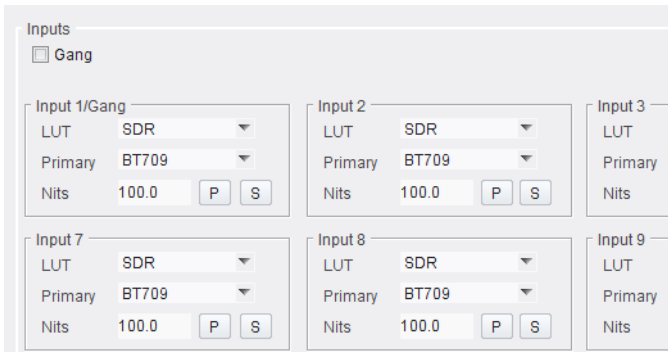 Inputs
Gang
Input 1/Gang Input 2 Input 3
LUT SDR LUT SDR LUT
Primary BT709 Primary BT709 Primary
Nits 100.0 P S Nits 100.0 P S Nits
Input 7 Input 8 Input 9
LUT SDR LUT SDR LUT
Primary BT709 Primary BT709 Primary
Nits 100.0 P S Nits 100.0 P S Nits